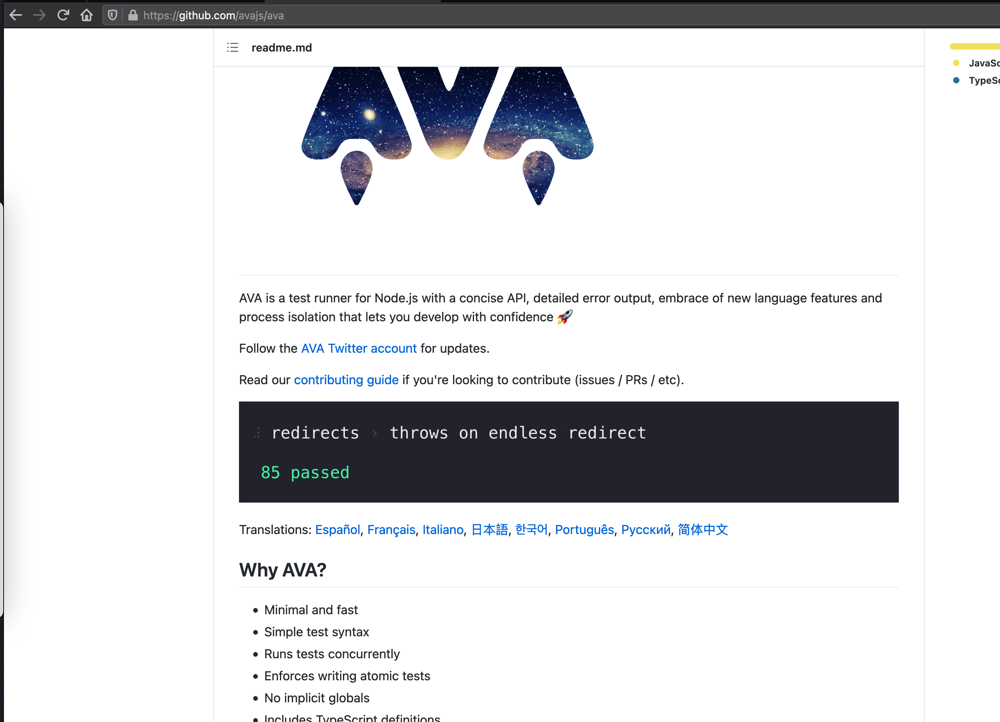 https://github.com/avajs/ava
readme.md
AVA
JavaSc
TypeSc
AVA is a test runner for Node.js with a concise API, detailed error output, embrace of new language features and
process isolation that lets you develop with confidence 🚀
Follow the AVA Twitter account for updates.
Read our contributing guide if you're looking to contribute (issues / PRs / etc).
redirects › throws on endless redirect
85 passed
Translations: Español, Français, Italiano, 日本語, 한국어, Português, Русский, 简体中文
Why AVA?
• Minimal and fast
• Simple test syntax
• Runs tests concurrently
• Enforces writing atomic tests
• No implicit globals
• Includes TypeScript definitions